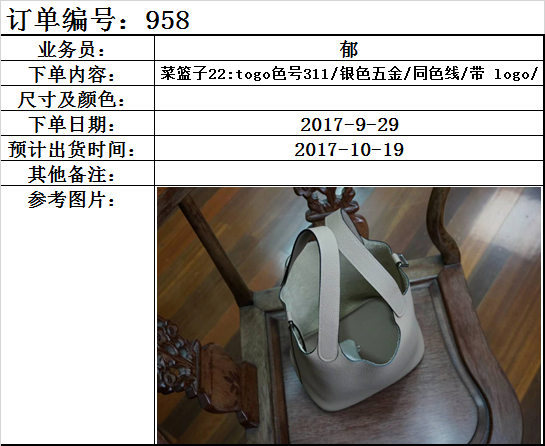 订单编号：958
业务员： 郁
下单内容： 菜篮子22:togo色号311/银色五金/同色线/带 logo/
尺寸及颜色：
下单日期： 2017-9-29
预计出货时间： 2017-10-19
其他备注：
参考图片：